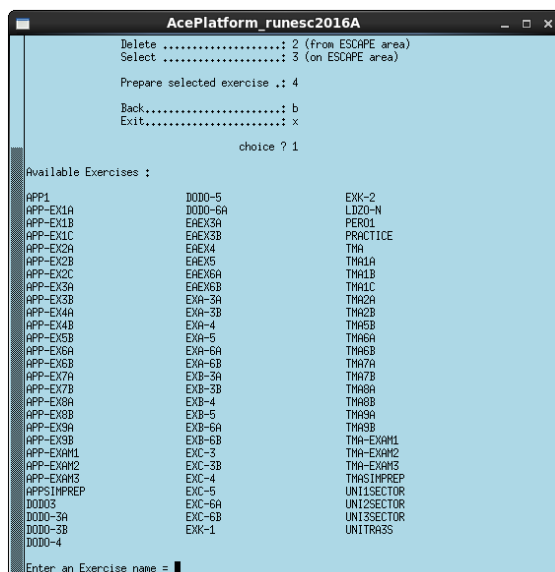 AcePlatform_runesc2016A
Delete ....................: 2 (from ESCAPE area)
Select ....................: 3 (on ESCAPE area)
Prepare selected exercise .: 4
Back.......................: b
Exit.......................: x
choice ? 1
Available Exercises :
APP1 DODO-5 EXK-2
APP-EX1A DODO-6A LDZO-N
APP-EX1B EAEX3A PERO1
APP-EX1C EAEX3B PRACTICE
APP-EX2A EAEX4 TMA
APP-EX2B EAEX5 TMA1A
APP-EX2C EAEX6A TMA1B
APP-EX3A EAEX6B TMA1C
APP-EX3B EXA-3A TMA2A
APP-EX4A EXA-3B TMA2B
APP-EX4B EXA-4 TMA5B
APP-EX5B EXA-5 TMA6A
APP-EX6A EXA-6A TMA6B
APP-EX6B EXA-6B TMA7A
APP-EX7A EXB-3A TMA7B
APP-EX7B EXB-3B TMA8A
APP-EX8A EXB-4 TMA8B
APP-EX8B EXB-5 TMA9A
APP-EX9A EXB-6A TMA9B
APP-EX9B EXB-6B TMA-EXAM1
APP-EXAM1 EXC-3 TMA-EXAM2
APP-EXAM2 EXC-3B TMA-EXAM3
APP-EXAM3 EXC-4 TMASIMPREP
APPSIMPREP EXC-5 UNI1SECTOR
DODO3 EXC-6A UNI2SECTOR
DODO-3A EXC-6B UNI3SECTOR
DODO-3B EXK-1 UNITRA3S
DODO-4
Enter an Exercise name =